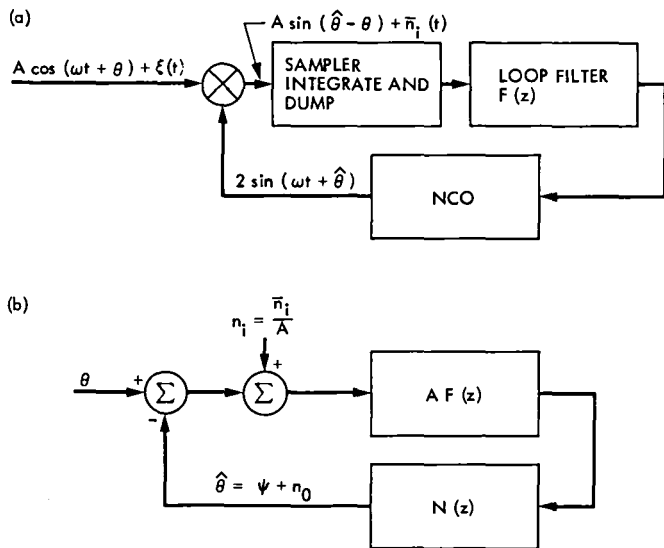 (a)
A sin (θ̂ - θ) + n̄ᵢ (t)
A cos (ωt + θ) + ξ(t)
SAMPLER
INTEGRATE AND
DUMP
LOOP FILTER
F (z)
2 sin (ωt + θ̂)
NCO
(b)
nᵢ = n̄ᵢ/A
+
θ
+
Σ
Σ
A F (z)
-
θ̂ = ψ + n₀
N (z)